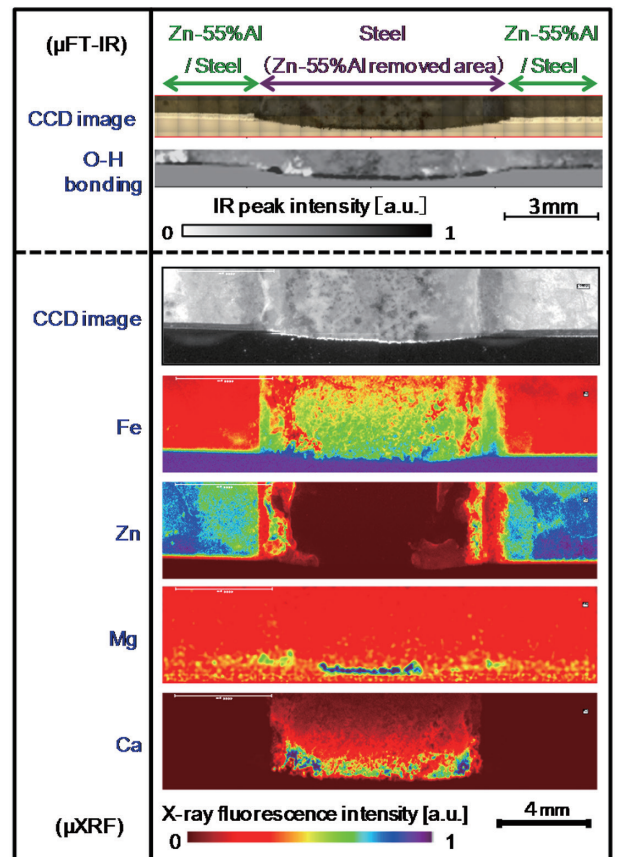 (μFT-IR)
Zn-55%Al
/ Steel
Steel
(Zn-55%Al removed area)
Zn-55%Al
/ Steel
CCD image
O-H
bonding
IR peak intensity [a.u.]
0
1
3mm
CCD image
Fe
Zn
Mg
Ca
X-ray fluorescence intensity [a.u.]
0
1
4mm
(μXRF)